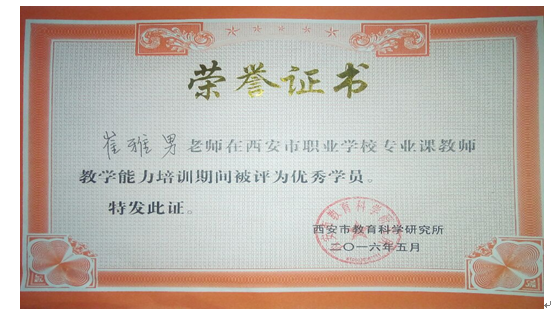 荣誉证书
崔雅男老师在西安市职业学校专业课教师
教学能力培训期间被评为优秀学员。
特发此证。
西安市教育科学研究所
二〇一六年五月